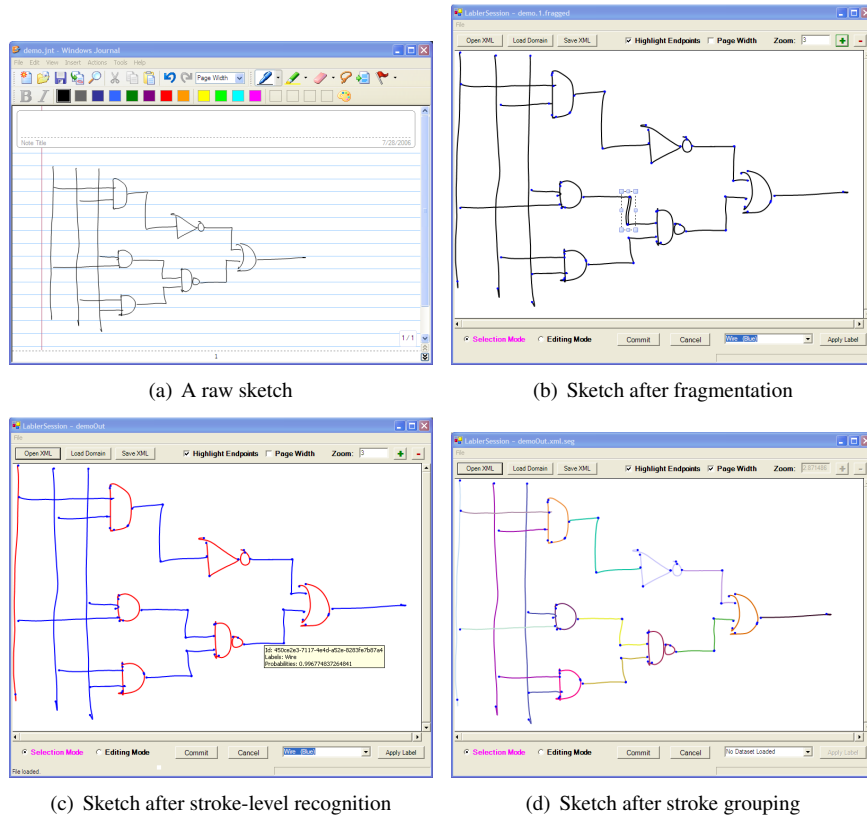 demo.jnt - Windows Journal
File Edit View Insert Actions Tools Help
Page Width
B I
Note Title
7/28/2006
1 / 1
1
(a) A raw sketch
LablerSession - demo.1.fragged
File
Open XML Load Domain Save XML Highlight Endpoints Page Width Zoom: 3 + -
Selection Mode Editing Mode Commit Cancel Wire (Blue) Apply Label
(b) Sketch after fragmentation
LablerSession - demoOut
File
Open XML Load Domain Save XML Highlight Endpoints Page Width Zoom: 3 + -
Id: 450ce2e3-7117-4e4d-a52e-8283fe7b87a4
Labels: Wire
Probabilities: 0.996774837264841
Selection Mode Editing Mode Commit Cancel Wire (Blue) Apply Label
File loaded.
(c) Sketch after stroke-level recognition
LablerSession - demoOut.xml.seg
File
Open XML Load Domain Save XML Highlight Endpoints Page Width Zoom: + -
Selection Mode Editing Mode Commit Cancel No Dataset Loaded Apply Label
(d) Sketch after stroke grouping